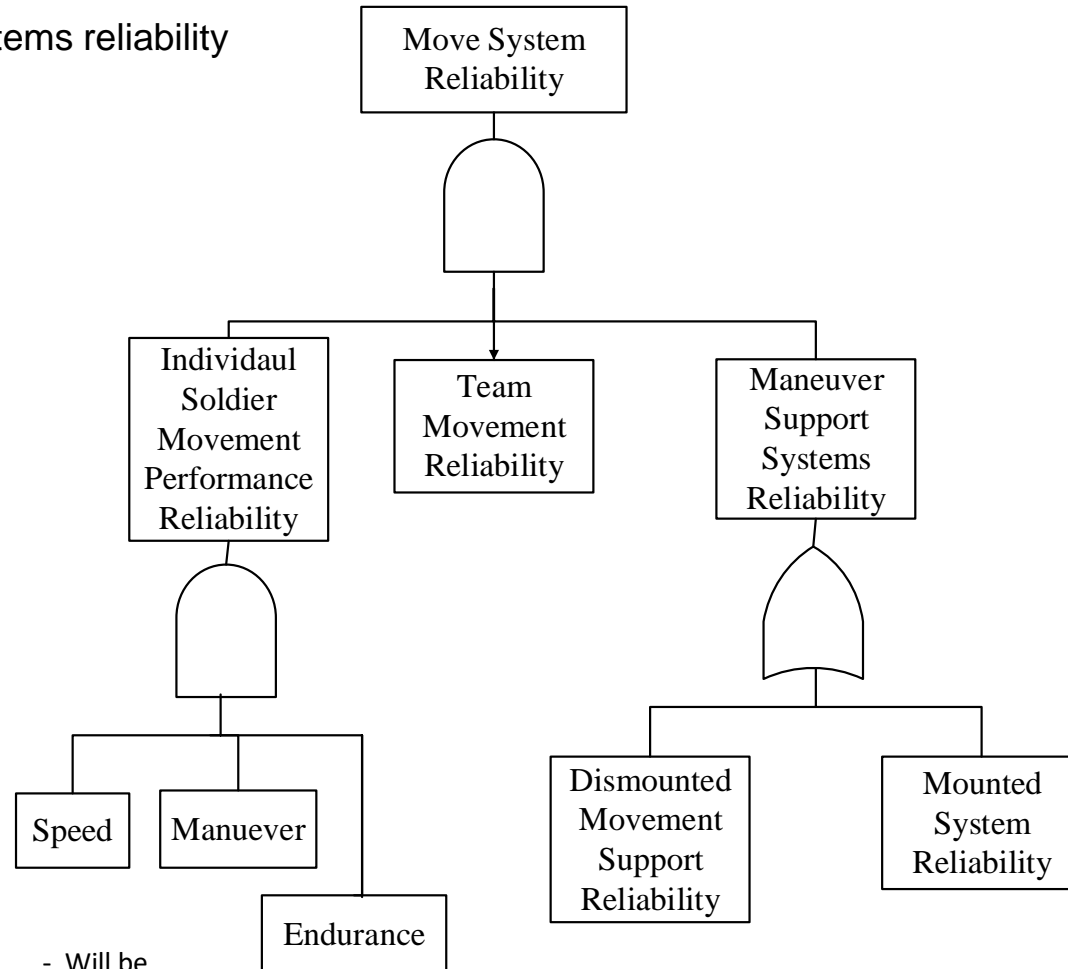 tems reliability
Move System
Reliability
Individaul
Soldier
Movement
Performance
Reliability
Team
Movement
Reliability
Maneuver
Support
Systems
Reliability
Speed
Manuever
Endurance
Dismounted
Movement
Support
Reliability
Mounted
System
Reliability
- Will be